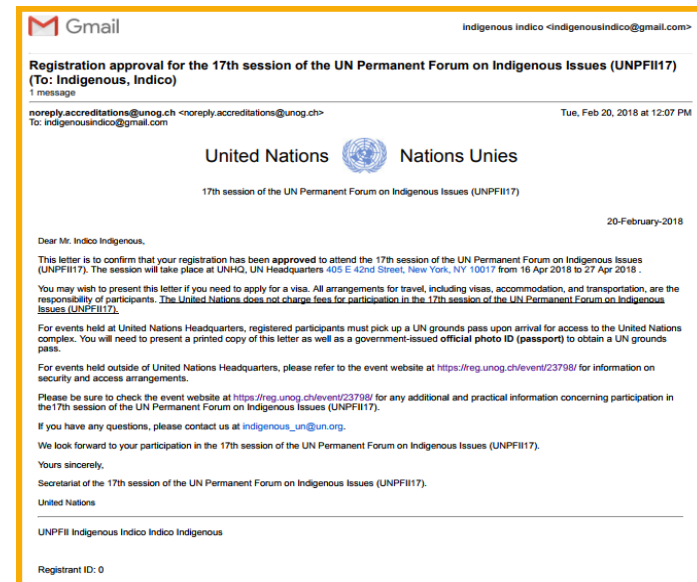 Gmail
indigenous indico <indigenousindico@gmail.com>
Registration approval for the 17th session of the UN Permanent Forum on Indigenous Issues (UNPFII17)
(To: Indigenous, Indico)
1 message
noreply.accreditations@unog.ch <noreply.accreditations@unog.ch>
Tue, Feb 20, 2018 at 12:07 PM
To: indigenousindico@gmail.com
United Nations Nations Unies
17th session of the UN Permanent Forum on Indigenous Issues (UNPFII17)
20-February-2018
Dear Mr. Indico Indigenous,
This letter is to confirm that your registration has been approved to attend the 17th session of the UN Permanent Forum on Indigenous Issues
(UNPFII17). The session will take place at UNHQ, UN Headquarters 405 E 42nd Street, New York, NY 10017 from 16 Apr 2018 to 27 Apr 2018 .
You may wish to present this letter if you need to apply for a visa. All arrangements for travel, including visas, accommodation, and transportation, are the
responsibility of participants. The United Nations does not charge fees for participation in the 17th session of the UN Permanent Forum on Indigenous
Issues (UNPFII17).
For events held at United Nations Headquarters, registered participants must pick up a UN grounds pass upon arrival for access to the United Nations
complex. You will need to present a printed copy of this letter as well as a government-issued official photo ID (passport) to obtain a UN grounds
pass.
For events held outside of United Nations Headquarters, please refer to the event website at https://reg.unog.ch/event/23798/ for information on
security and access arrangements.
Please be sure to check the event website at https://reg.unog.ch/event/23798/ for any additional and practical information concerning participation in
the17th session of the UN Permanent Forum on Indigenous Issues (UNPFII17).
If you have any questions, please contact us at indigenous_un@un.org.
We look forward to your participation in the 17th session of the UN Permanent Forum on Indigenous Issues (UNPFII17).
Yours sincerely,
Secretariat of the 17th session of the UN Permanent Forum on Indigenous Issues (UNPFII17).
United Nations
UNPFII Indigenous Indico Indico Indigenous
Registrant ID: 0